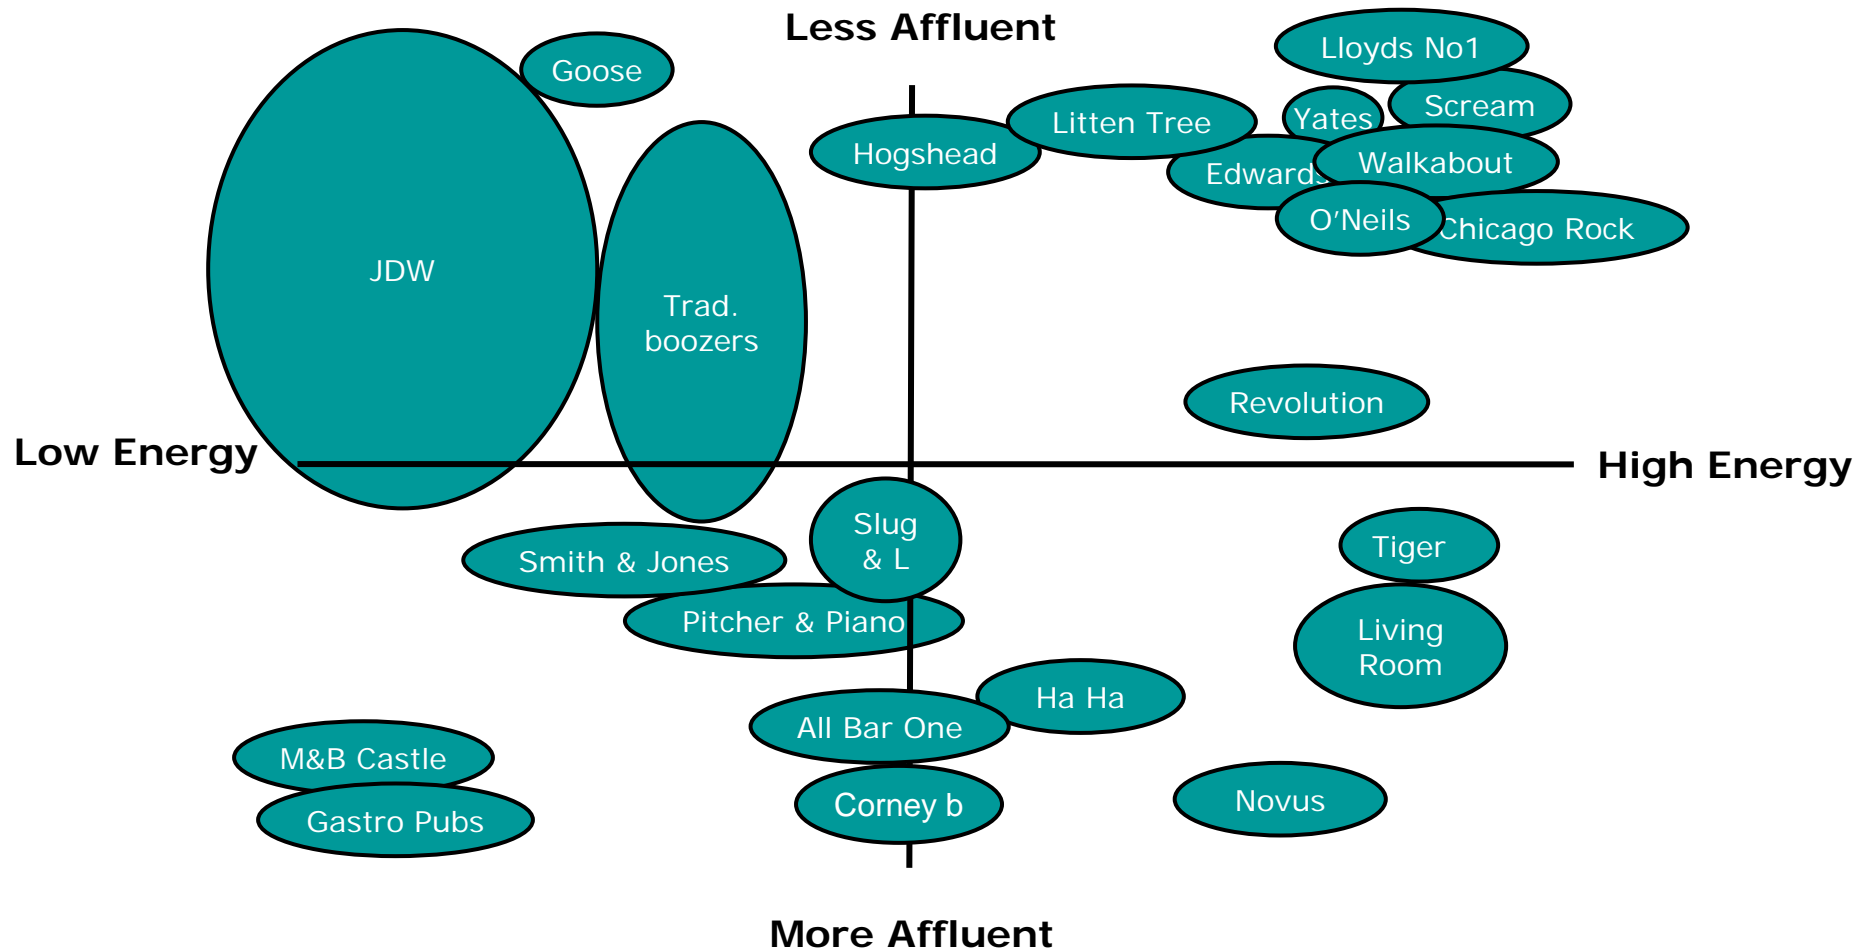 Less Affluent
Lloyds No1
Goose
Scream
Yates
Litten Tree
Hogshead
Walkabout
Edwards
O’Neils
Chicago Rock
JDW
Trad.
boozers
Revolution
Low Energy
High Energy
Slug
& L
Tiger
Smith & Jones
Pitcher & Piano
Living
Room
Ha Ha
All Bar One
M&B Castle
Novus
Corney b
Gastro Pubs
More Affluent